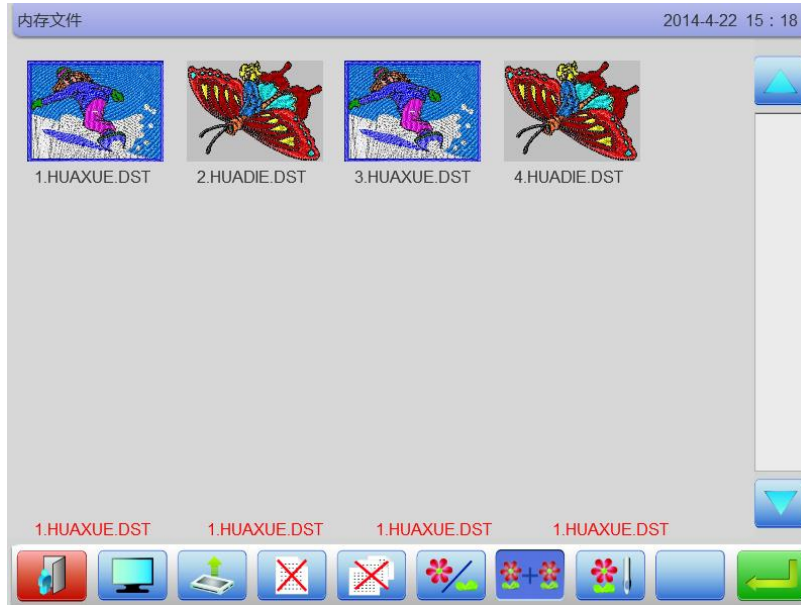 内存文件 2014-4-22 15：18
1.HUAXUE.DST 2.HUADIE.DST 3.HUAXUE.DST 4.HUADIE.DST
1.HUAXUE.DST 1.HUAXUE.DST 1.HUAXUE.DST 1.HUAXUE.DST